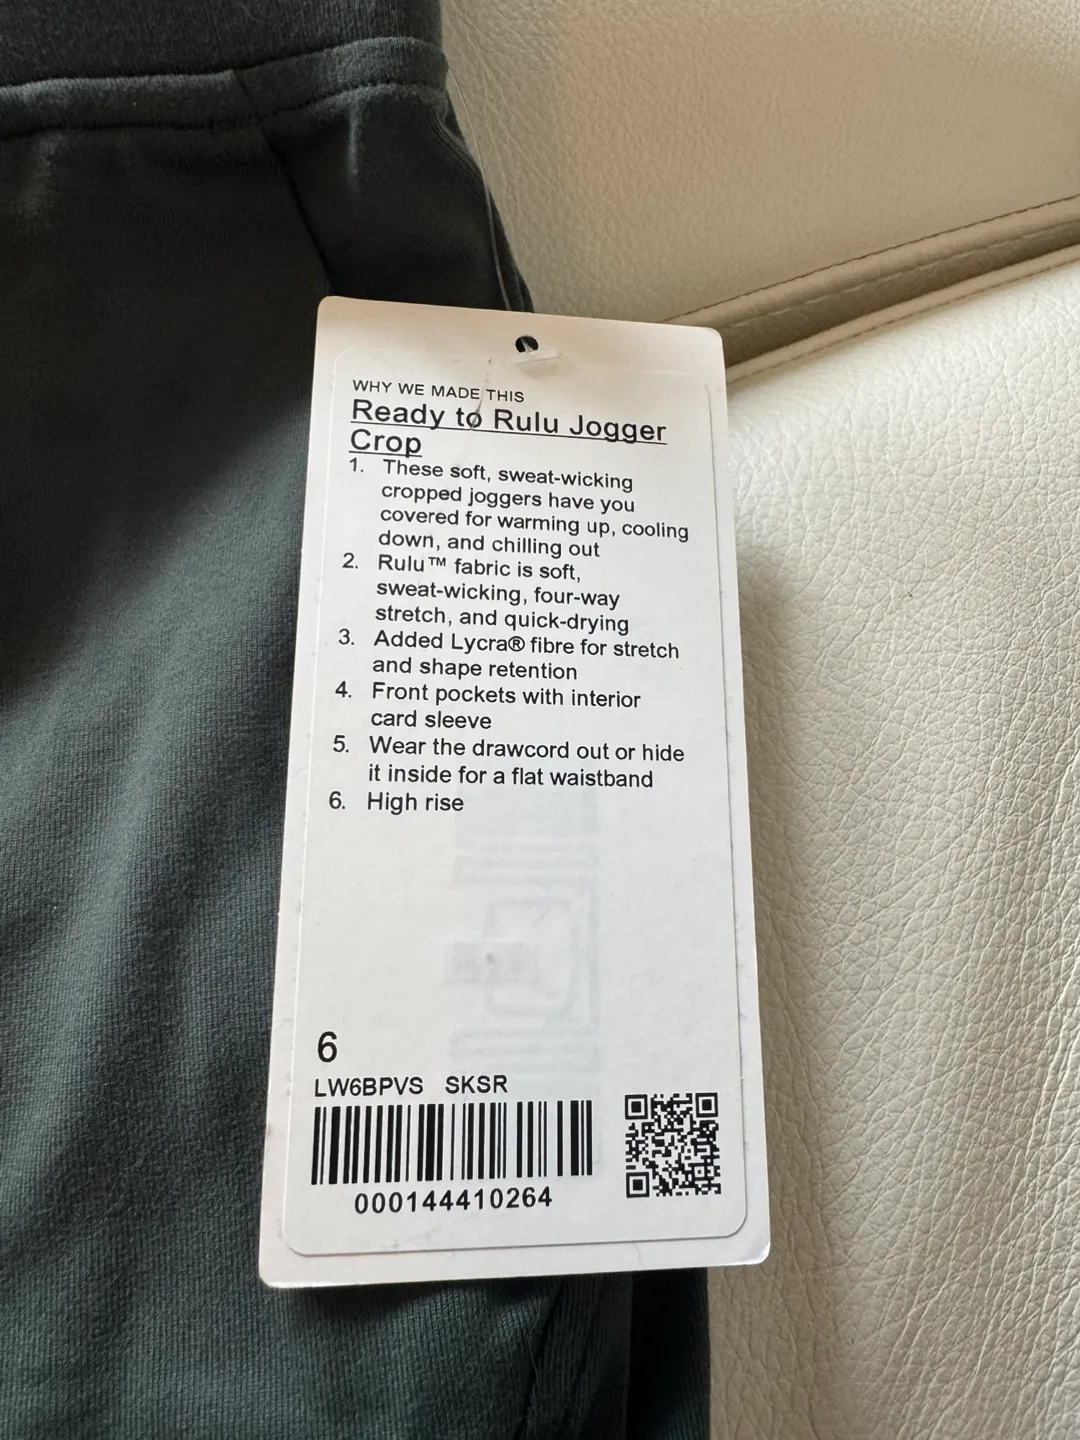 WHY WE MADE THIS
Ready to Rulu Jogger
Crop
1. These soft, sweat-wicking
cropped joggers have you
covered for warming up, cooling
down, and chilling out
2. Rulu™ fabric is soft,
sweat-wicking, four-way
stretch, and quick-drying
3. Added Lycra® fibre for stretch
and shape retention
4. Front pockets with interior
card sleeve
5. Wear the drawcord out or hide
it inside for a flat waistband
6. High rise
6
LW6BPVS SKSR
000144410264